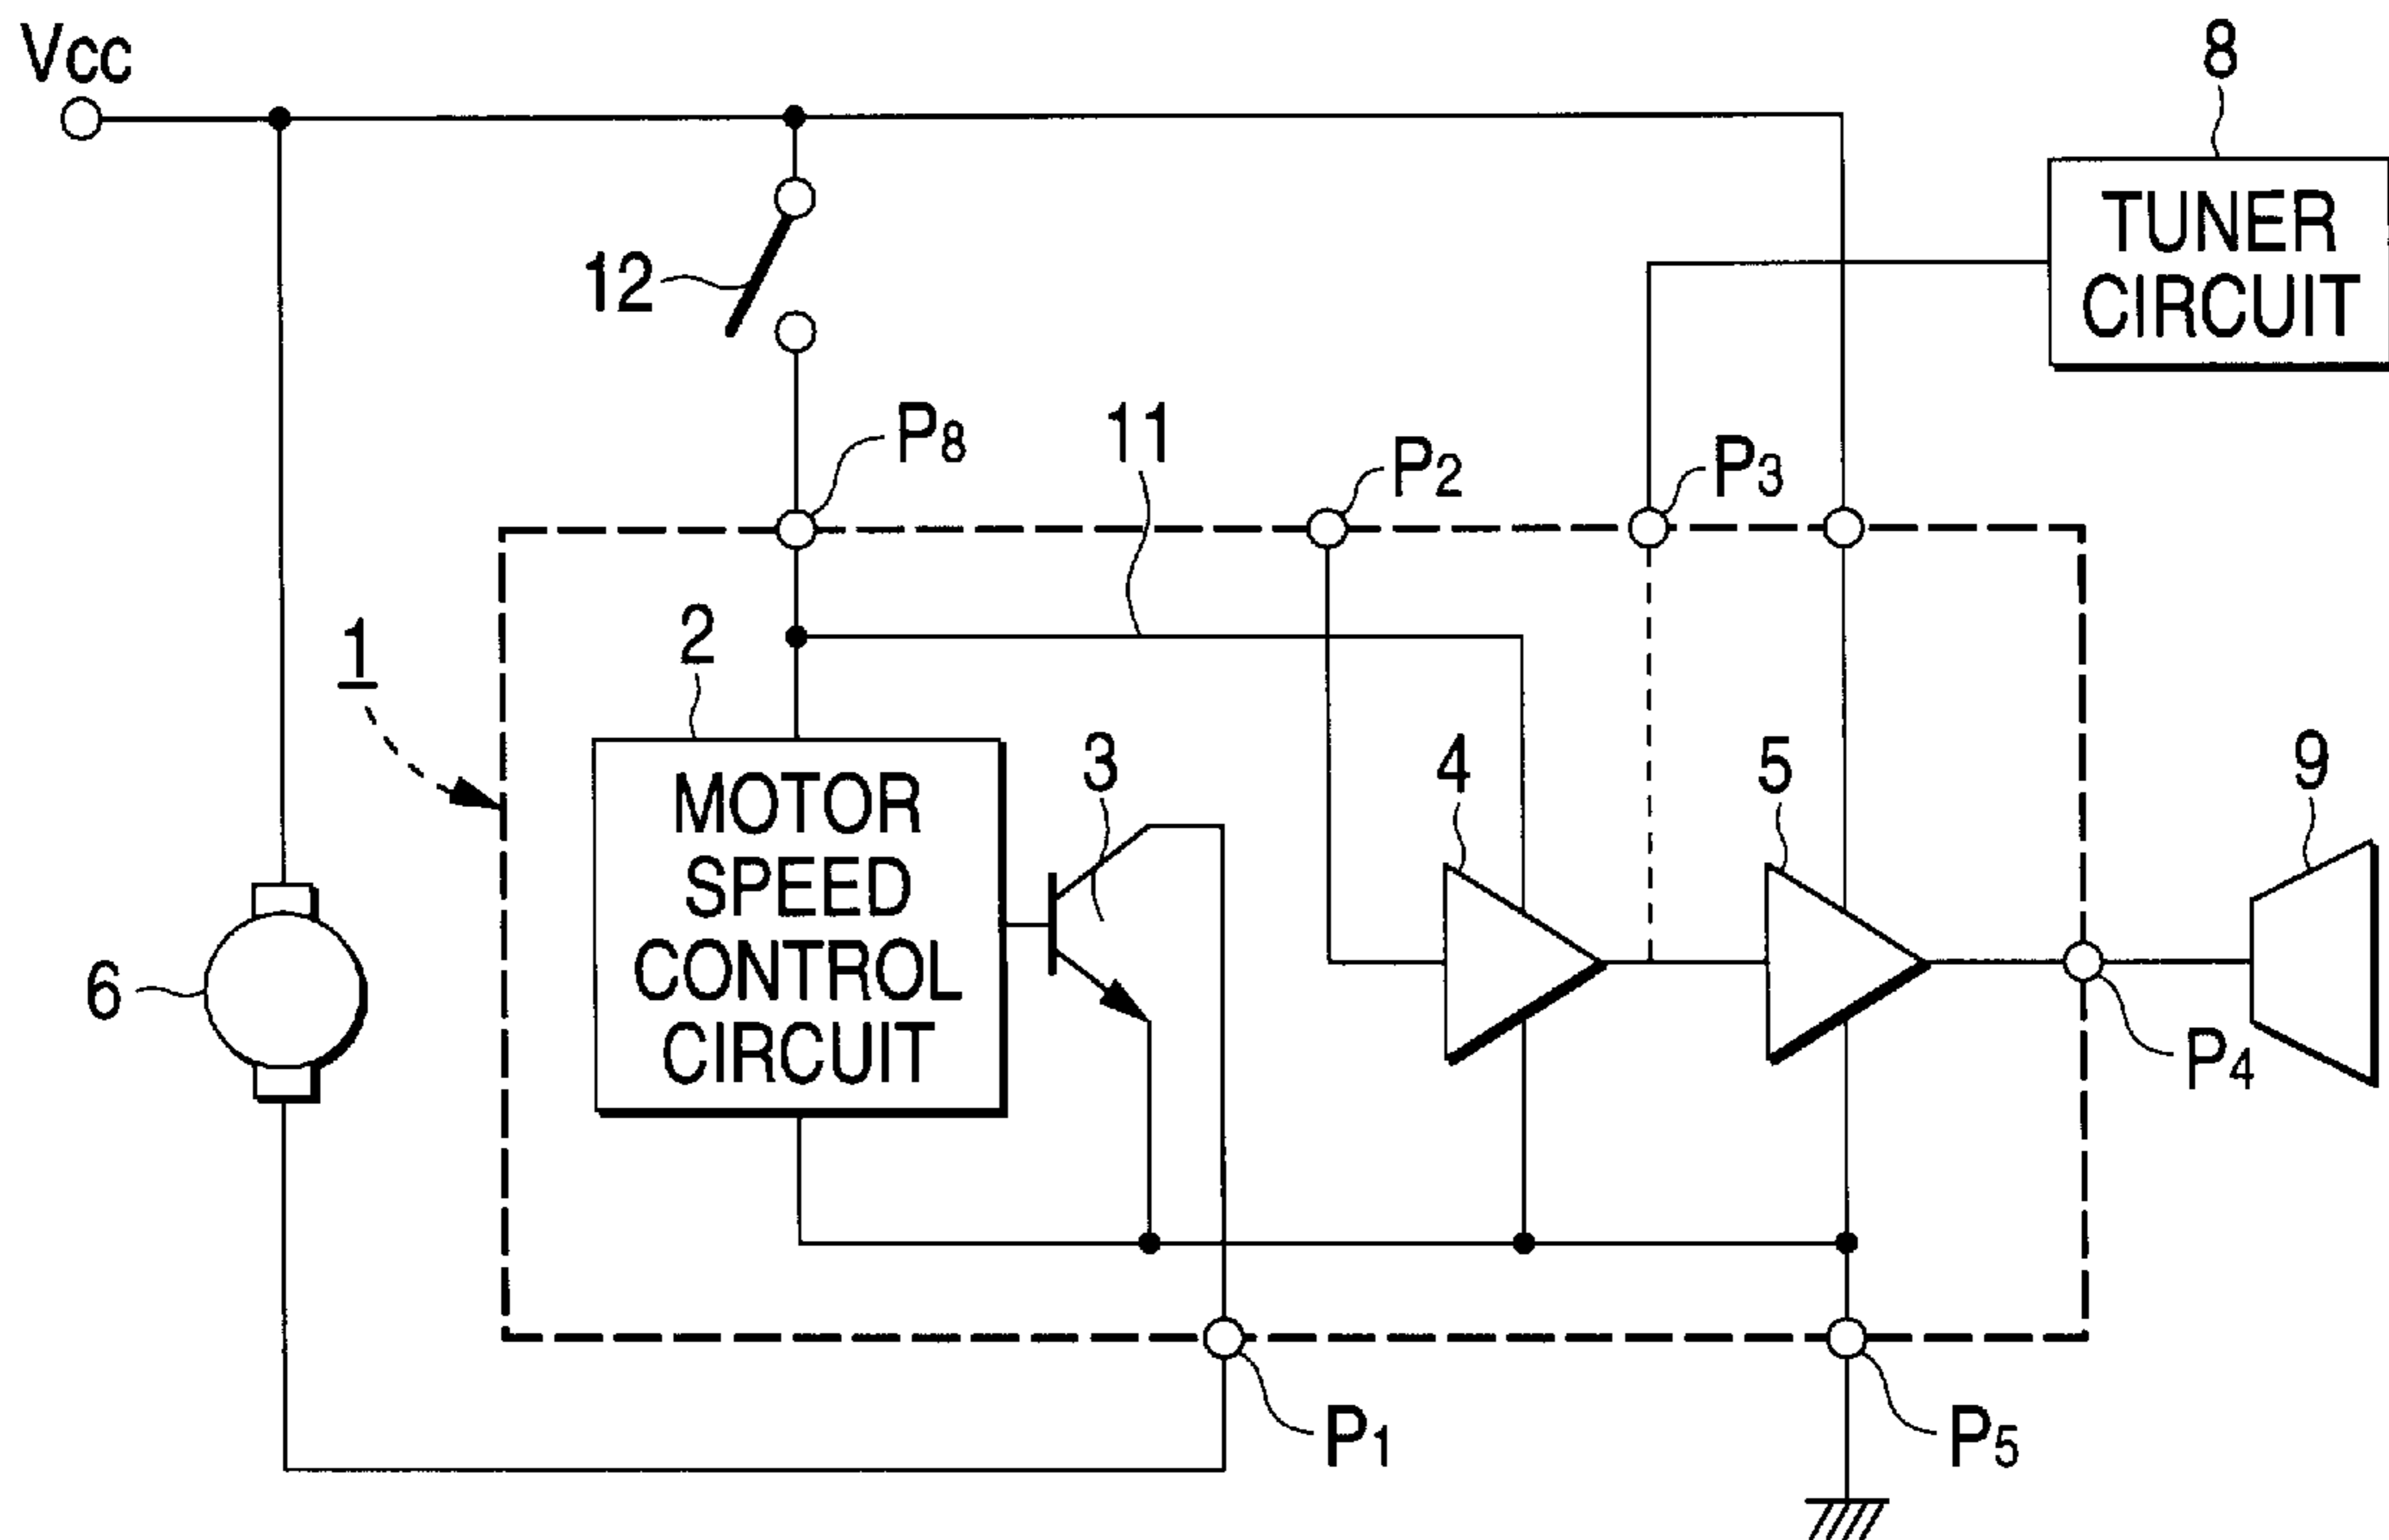 Vcc
8
TUNER
CIRCUIT
12
P8
11
P2
P3
1
2
3
4
5
9
MOTOR
SPEED
CONTROL
CIRCUIT
6
P4
P1
P5